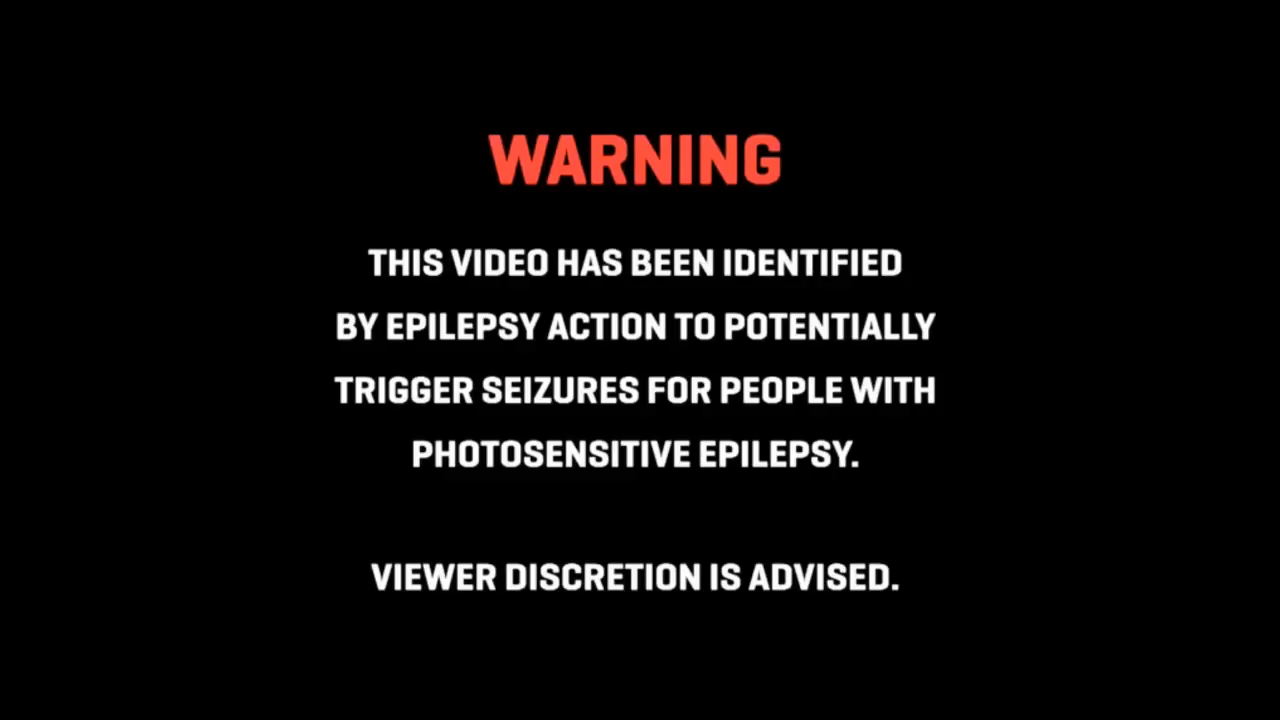 WARNING
THIS VIDEO HAS BEEN IDENTIFIED
BY EPILEPSY ACTION TO POTENTIALLY
TRIGGER SEIZURES FOR PEOPLE WITH
PHOTOSENSITIVE EPILEPSY.
VIEWER DISCRETION IS ADVISED.